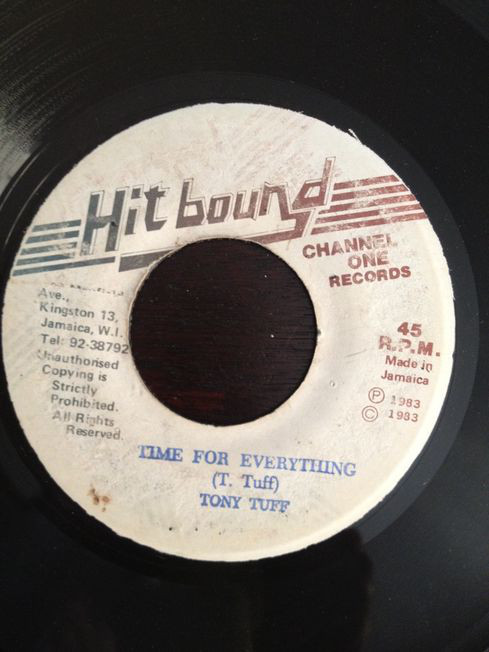 Hit bound
CHANNEL
ONE
RECORDS
Ave.,
Kingston 13,
Jamaica, W.I.
Tel: 92-38792
Unauthorised
Copying is
Strictly
Prohibited.
All Rights
Reserved.
45
R.P.M.
Made in
Jamaica
Ⓟ 1983
© 1983
TIME FOR EVERYTHING
(T. Tuff)
TONY TUFF